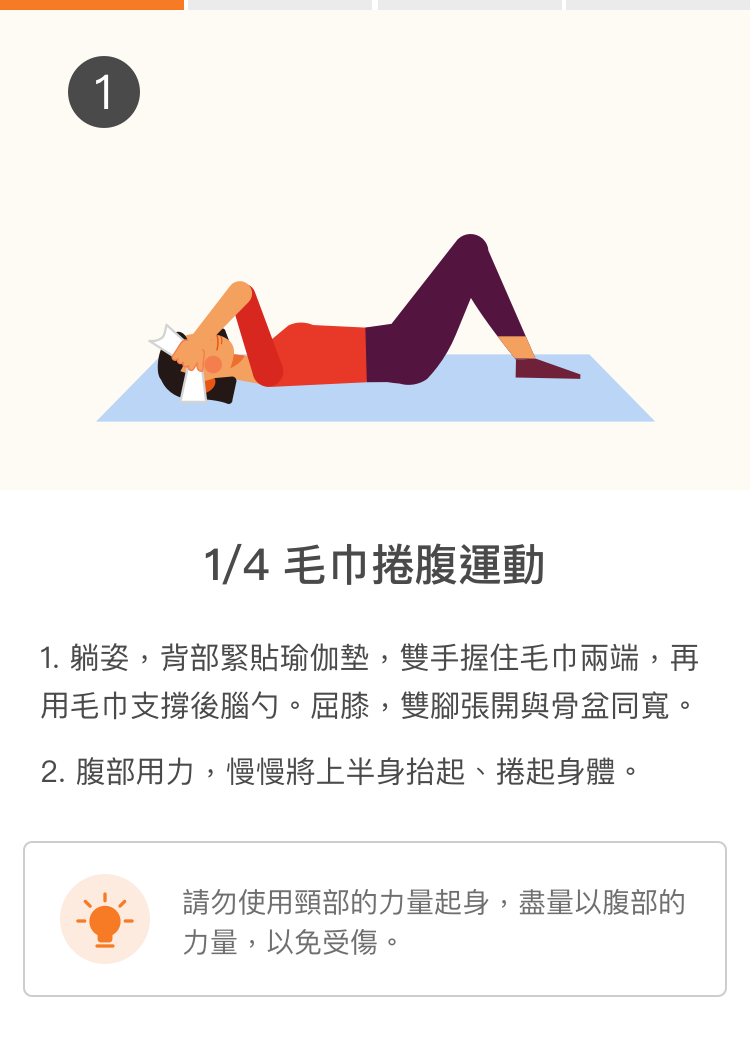 1
1/4 毛巾捲腹運動
1. 躺姿，背部緊貼瑜伽墊，雙手握住毛巾兩端，再
用毛巾支撐後腦勺。屈膝，雙腳張開與骨盆同寬。
2. 腹部用力，慢慢將上半身抬起、捲起身體。
請勿使用頸部的力量起身，盡量以腹部的
力量，以免受傷。